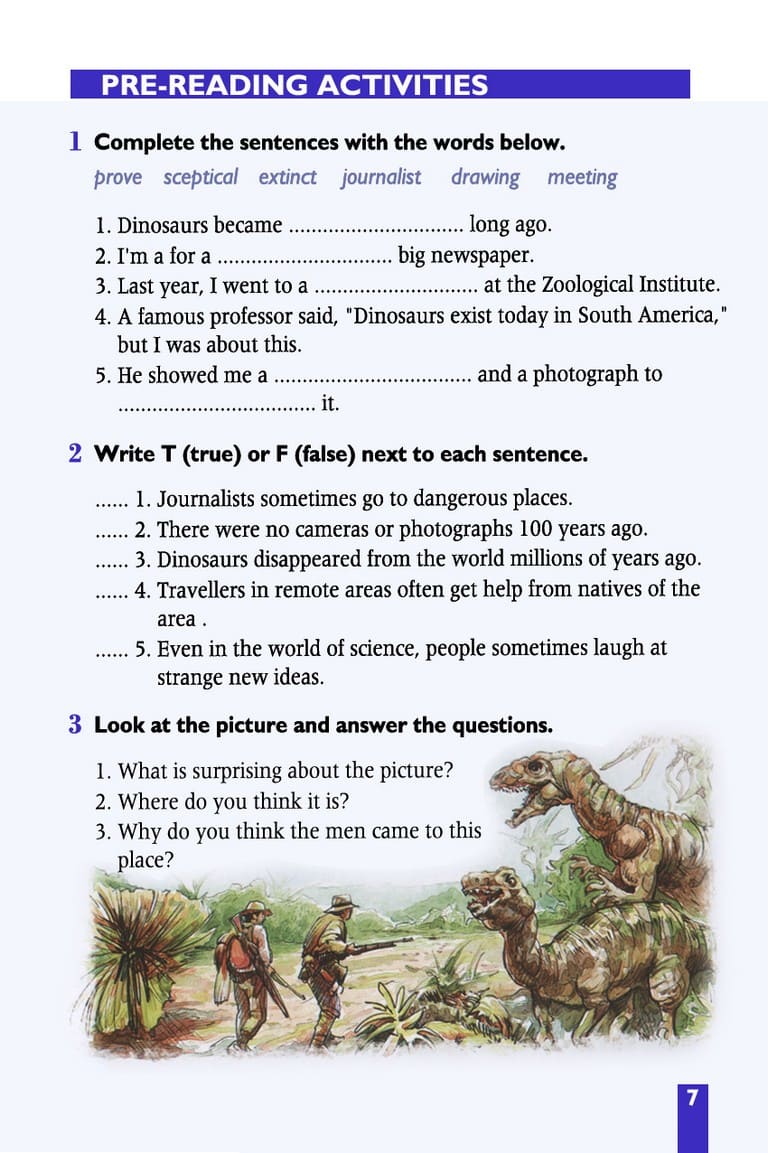 PRE-READING ACTIVITIES
1 Complete the sentences with the words below.
prove sceptical extinct journalist drawing meeting
1. Dinosaurs became ............................... long ago.
2. I'm a for a ............................... big newspaper.
3. Last year, I went to a ............................. at the Zoological Institute.
4. A famous professor said, "Dinosaurs exist today in South America,"
but I was about this.
5. He showed me a ................................... and a photograph to
................................... it.
2 Write T (true) or F (false) next to each sentence.
...... 1. Journalists sometimes go to dangerous places.
...... 2. There were no cameras or photographs 100 years ago.
...... 3. Dinosaurs disappeared from the world millions of years ago.
...... 4. Travellers in remote areas often get help from natives of the
area .
...... 5. Even in the world of science, people sometimes laugh at
strange new ideas.
3 Look at the picture and answer the questions.
1. What is surprising about the picture?
2. Where do you think it is?
3. Why do you think the men came to this
place?
7